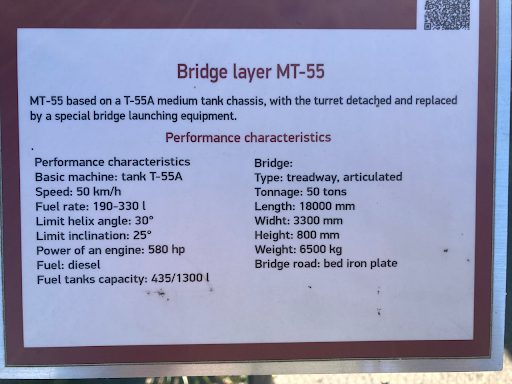 Bridge layer MT-55
MT-55 based on a T-55A medium tank chassis, with the turret detached and replaced
by a special bridge launching equipment.
Performance characteristics
Performance characteristics
Basic machine: tank T-55A
Speed: 50 km/h
Fuel rate: 190-330 l
Limit helix angle: 30°
Limit inclination: 25°
Power of an engine: 580 hp
Fuel: diesel
Fuel tanks capacity: 435/1300 l
Bridge:
Type: treadway, articulated
Tonnage: 50 tons
Length: 18000 mm
Widht: 3300 mm
Height: 800 mm
Weight: 6500 kg
Bridge road: bed iron plate